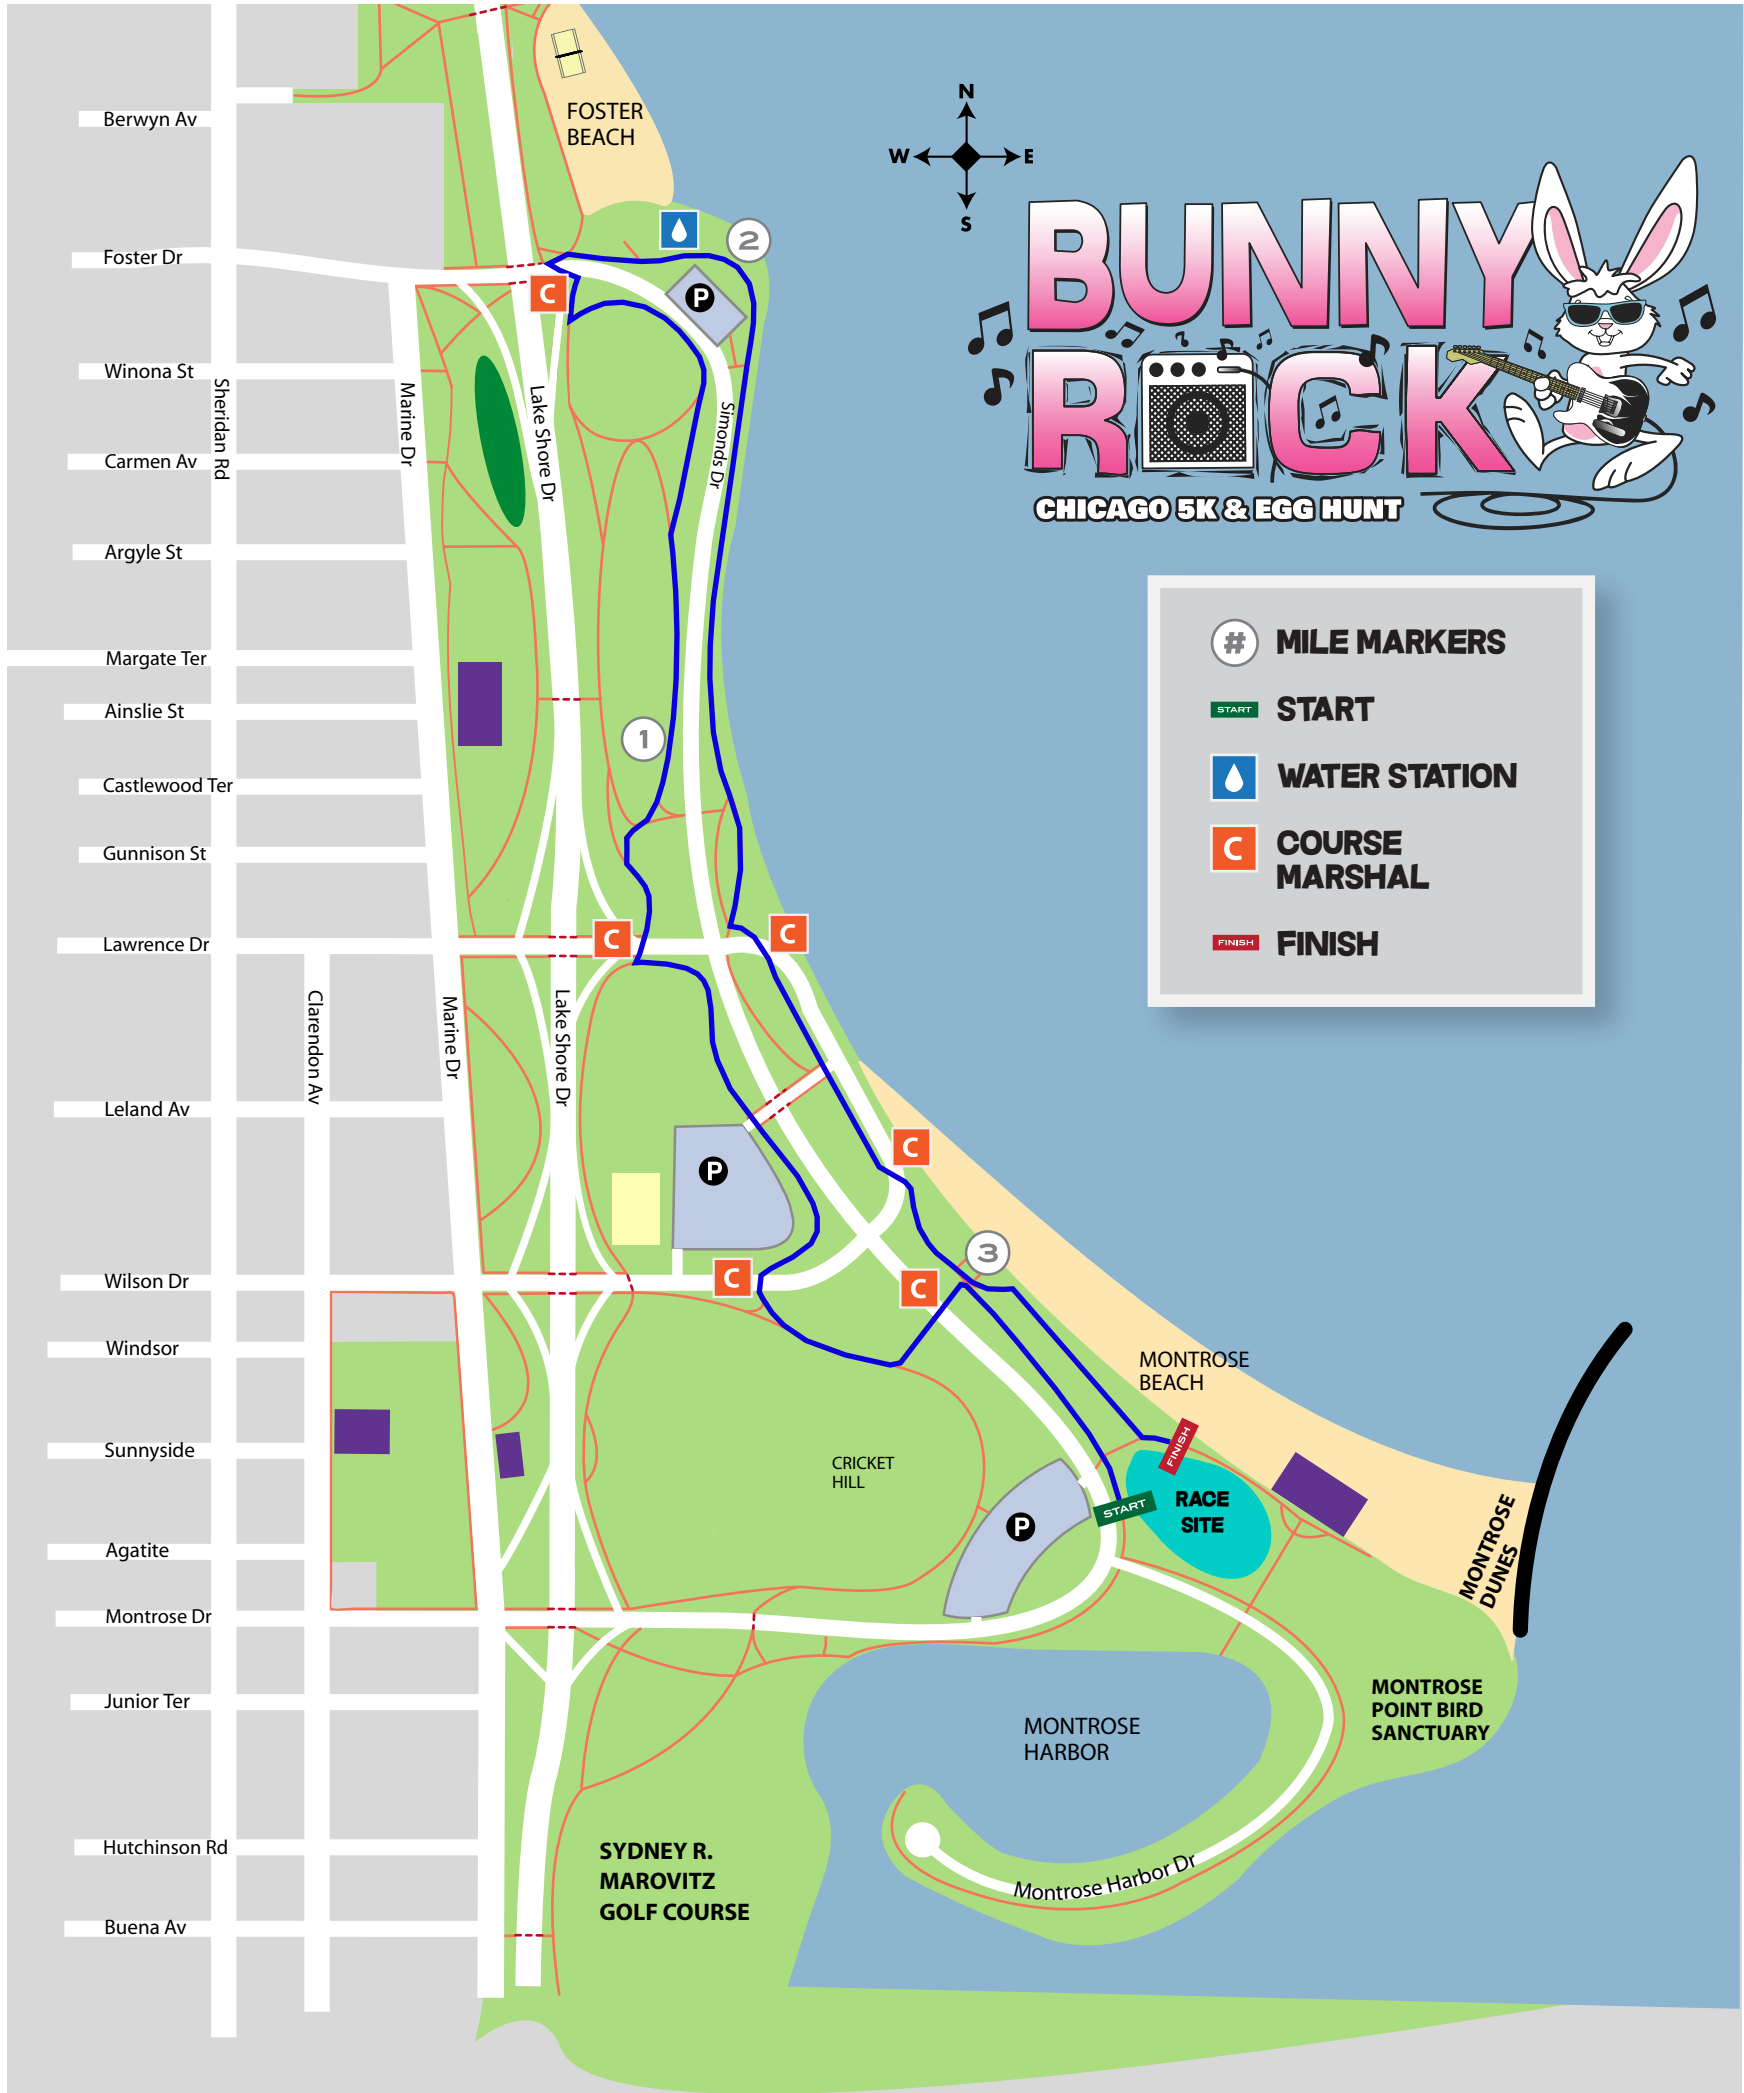 FOSTER
BEACH
Berwyn Av
N
W
E
S
BUNNY
ROCK
CHICAGO 5K & EGG HUNT
2
Foster Dr
C
P
Winona St
Sheridan Rd
Marine Dr
Lake Shore Dr
Simonds Dr
Carmen Av
Argyle St
# MILE MARKERS
START START
WATER STATION
C COURSE
MARSHAL
FINISH FINISH
Margate Ter
Ainslie St
1
Castlewood Ter
Gunnison St
Lawrence Dr
C
C
Clarendon Av
Marine Dr
Lake Shore Dr
Leland Av
C
P
3
Wilson Dr
C
C
Windsor
MONTROSE
BEACH
Sunnyside
CRICKET
HILL
FINISH
START
RACE
SITE
P
MONTROSE
DUNES
Agatite
Montrose Dr
Junior Ter
MONTROSE
POINT BIRD
SANCTUARY
MONTROSE
HARBOR
Hutchinson Rd
SYDNEY R.
MAROVITZ
GOLF COURSE
Montrose Harbor Dr
Buena Av